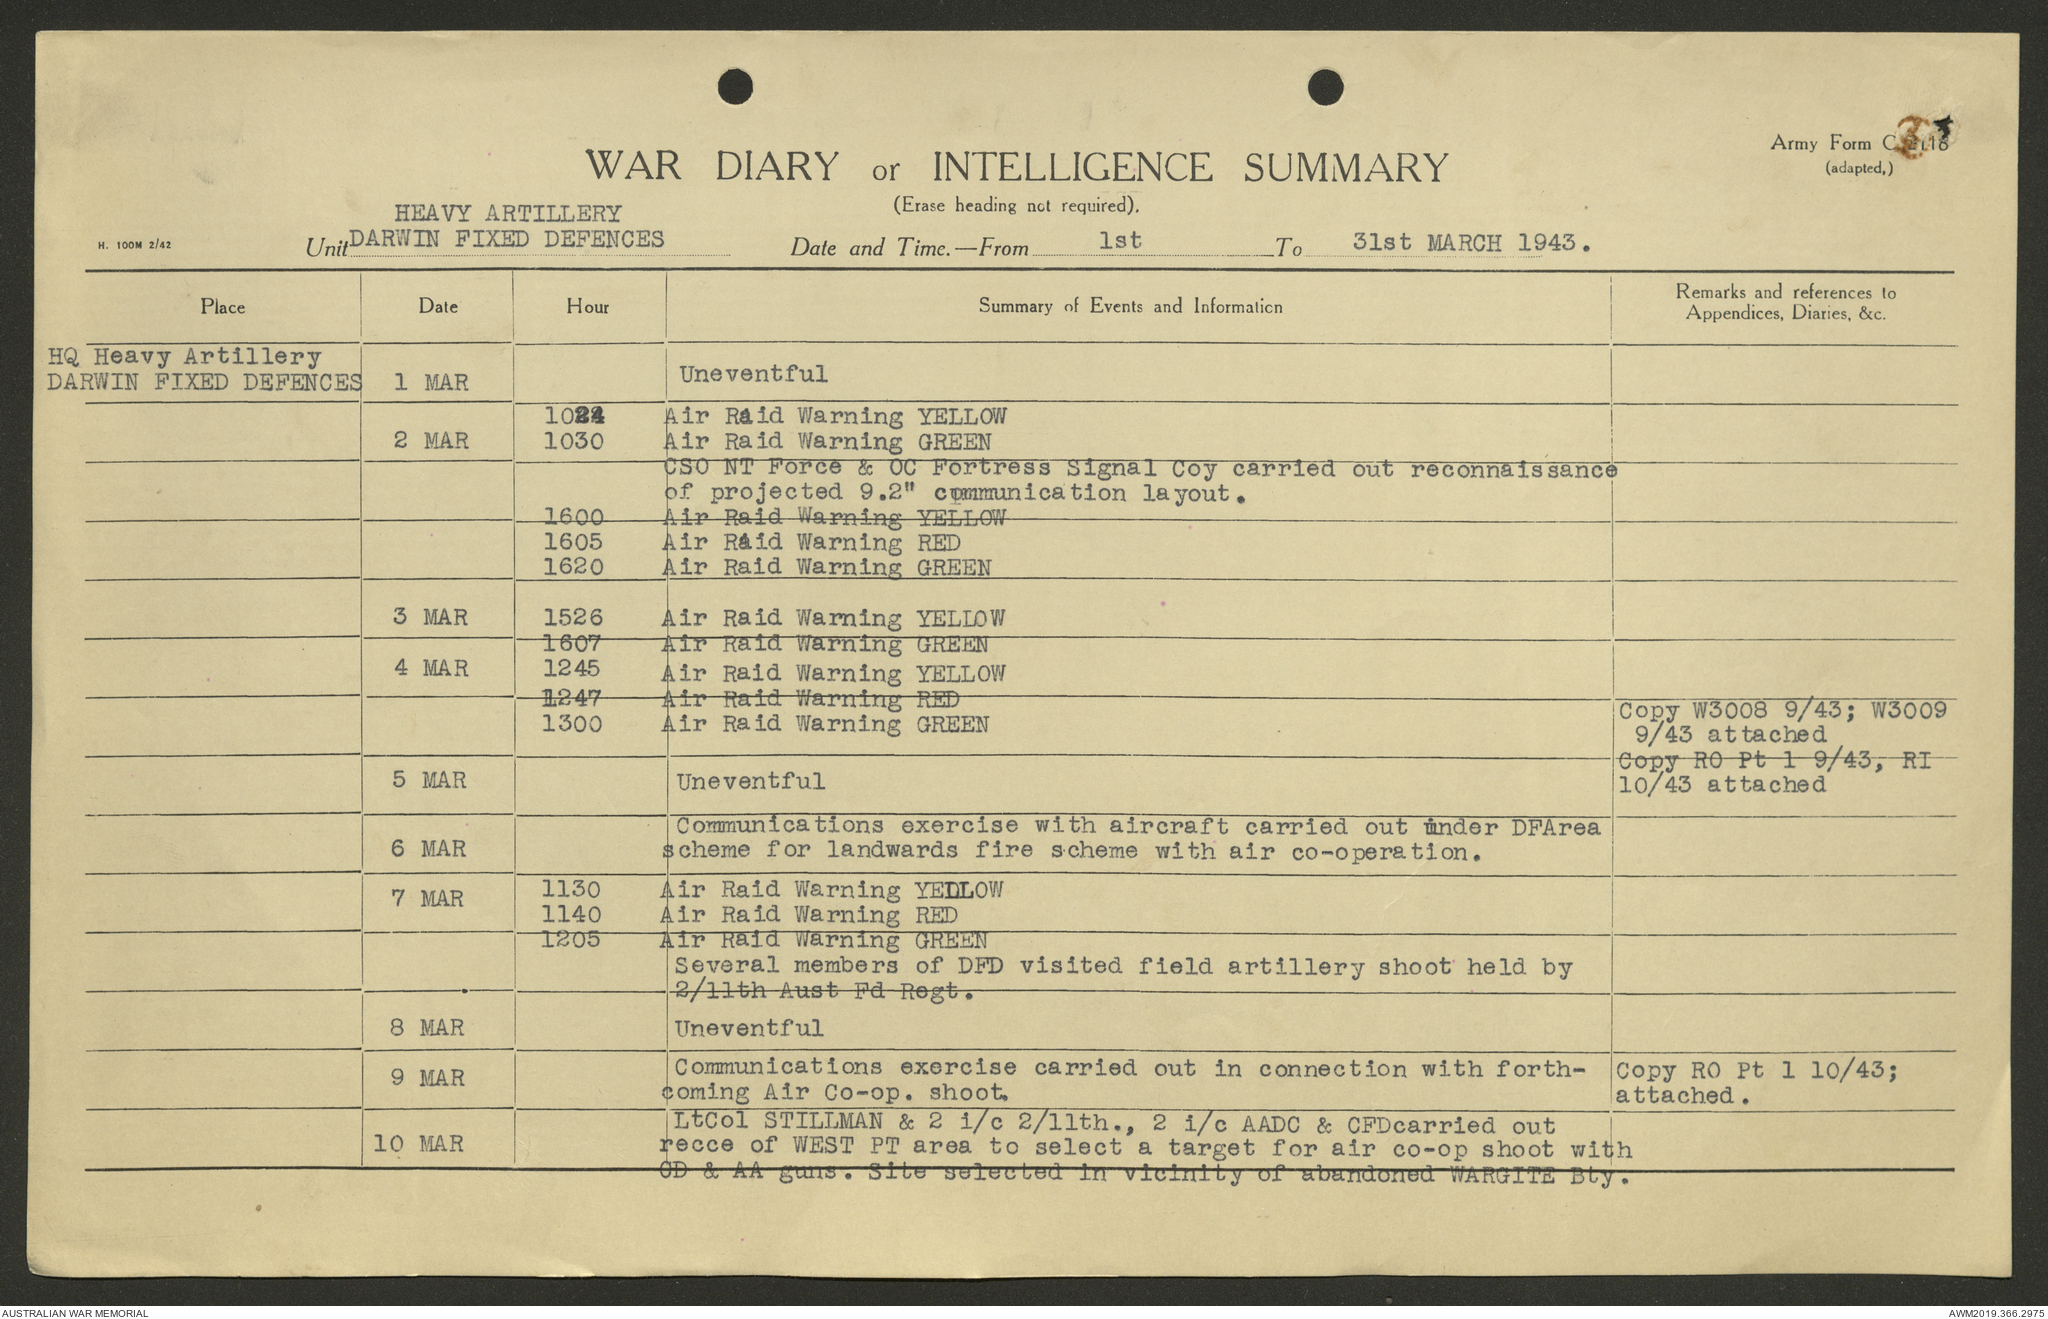 Army Form C 2118
(adapted,)
WAR DIARY or INTELLIGENCE SUMMARY
(Erase heading not required).
HEAVY ARTILLERY
H. 100M 2/42 Unit DARWIN FIXED DEFENCES Date and Time.—From 1st To 31st MARCH 1943.
Place Date Hour Summary of Events and Information Remarks and references to
Appendices, Diaries, &c.
HQ Heavy Artillery
DARWIN FIXED DEFENCES 1 MAR Uneventful
1024 Air Raid Warning YELLOW
2 MAR 1030 Air Raid Warning GREEN
CSO NT Force & OC Fortress Signal Coy carried out reconnaissance
of projected 9.2" communication layout.
1600 Air Raid Warning YELLOW
1605 Air Raid Warning RED
1620 Air Raid Warning GREEN
3 MAR 1526 Air Raid Warning YELLOW
1607 Air Raid Warning GREEN
4 MAR 1245 Air Raid Warning YELLOW
1247 Air Raid Warning RED
Copy W3008 9/43; W3009
1300 Air Raid Warning GREEN
9/43 attached
Copy RO Pt 1 9/43, RI
5 MAR Uneventful 10/43 attached
Communications exercise with aircraft carried out under DFArea
6 MAR scheme for landwards fire scheme with air co-operation.
7 MAR 1130 Air Raid Warning YELLOW
1140 Air Raid Warning RED
1205 Air Raid Warning GREEN
Several members of DFD visited field artillery shoot held by
2/11th Aust Fd Regt.
8 MAR Uneventful
9 MAR Communications exercise carried out in connection with forth- Copy RO Pt 1 10/43;
coming Air Co-op. shoot. attached.
LtCol STILLMAN & 2 i/c 2/11th., 2 i/c AADC & CFDcarried out
10 MAR recce of WEST PT area to select a target for air co-op shoot with
CD & AA guns. Site selected in vicinity of abandoned WARGITE Bty.
AUSTRALIAN WAR MEMORIAL AWM2019.366.2975